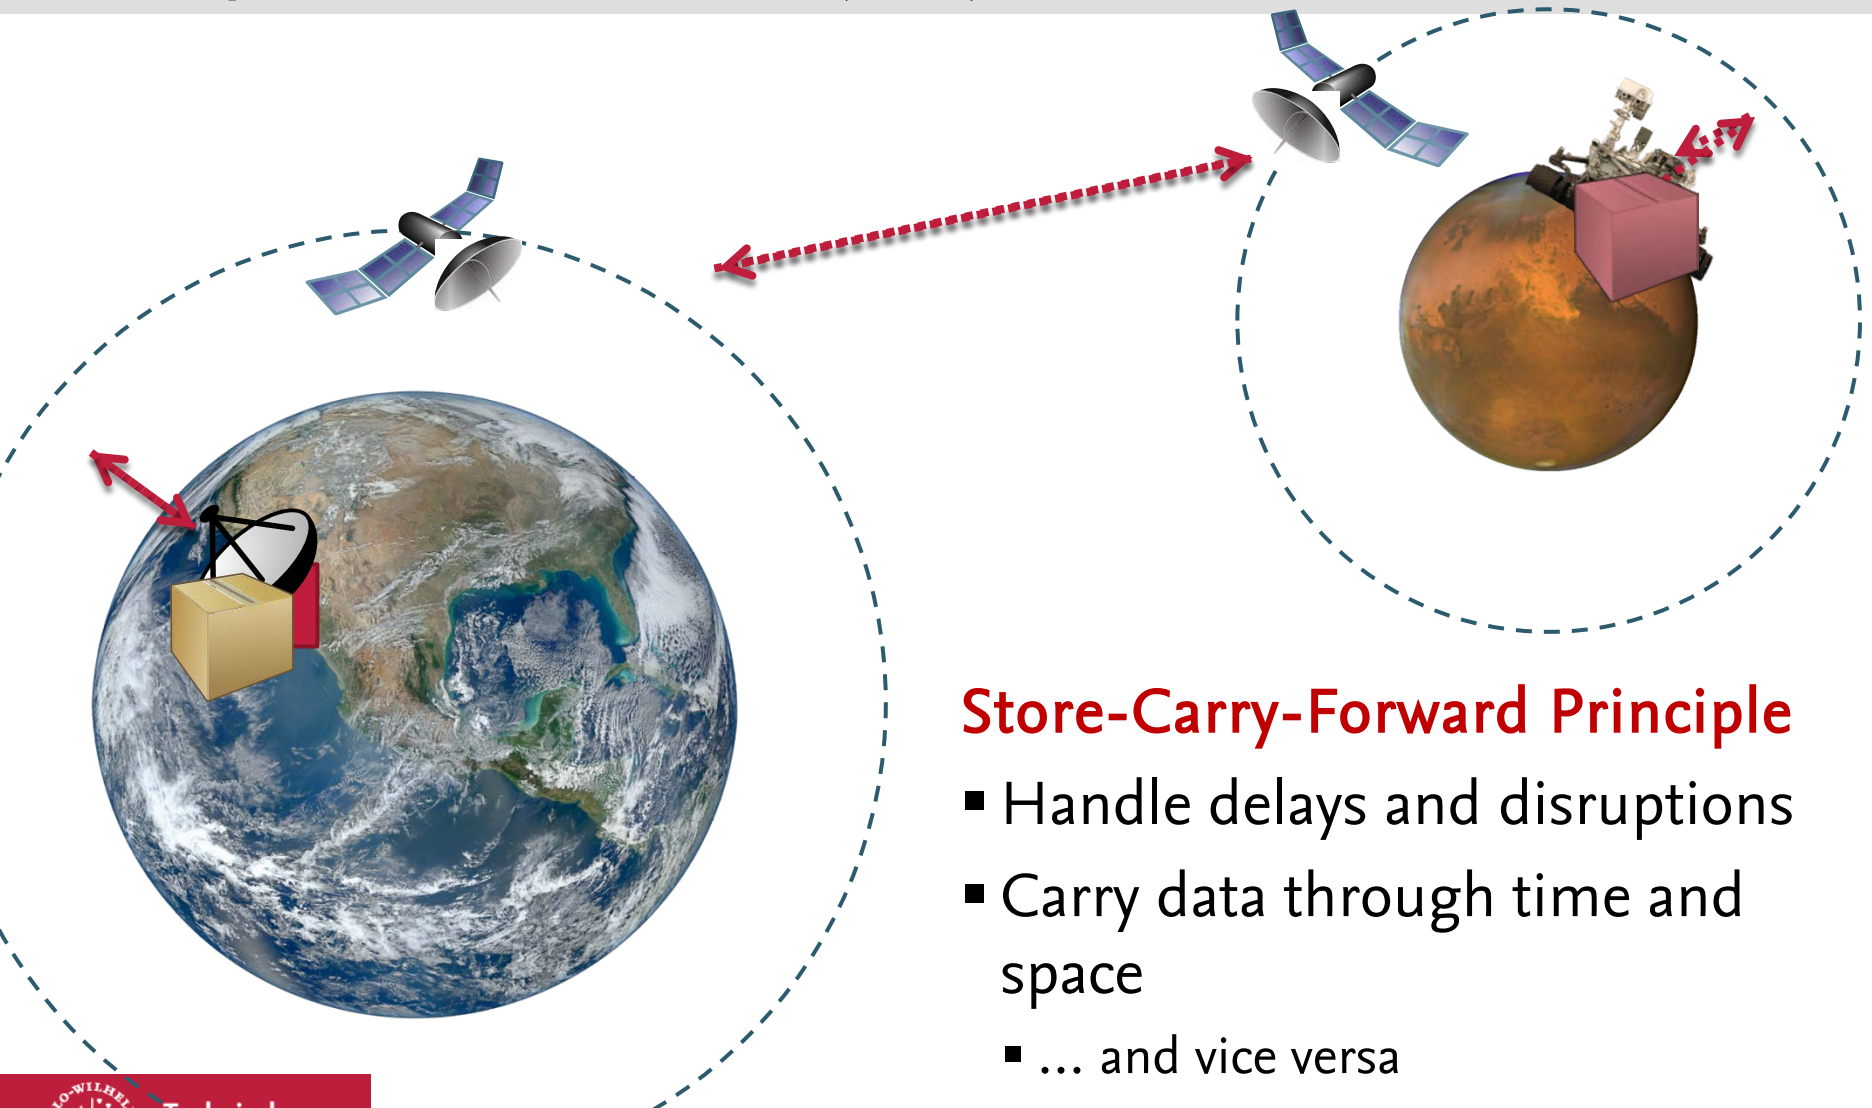 Store-Carry-Forward Principle
▪ Handle delays and disruptions
▪ Carry data through time and
space
▪ … and vice versa